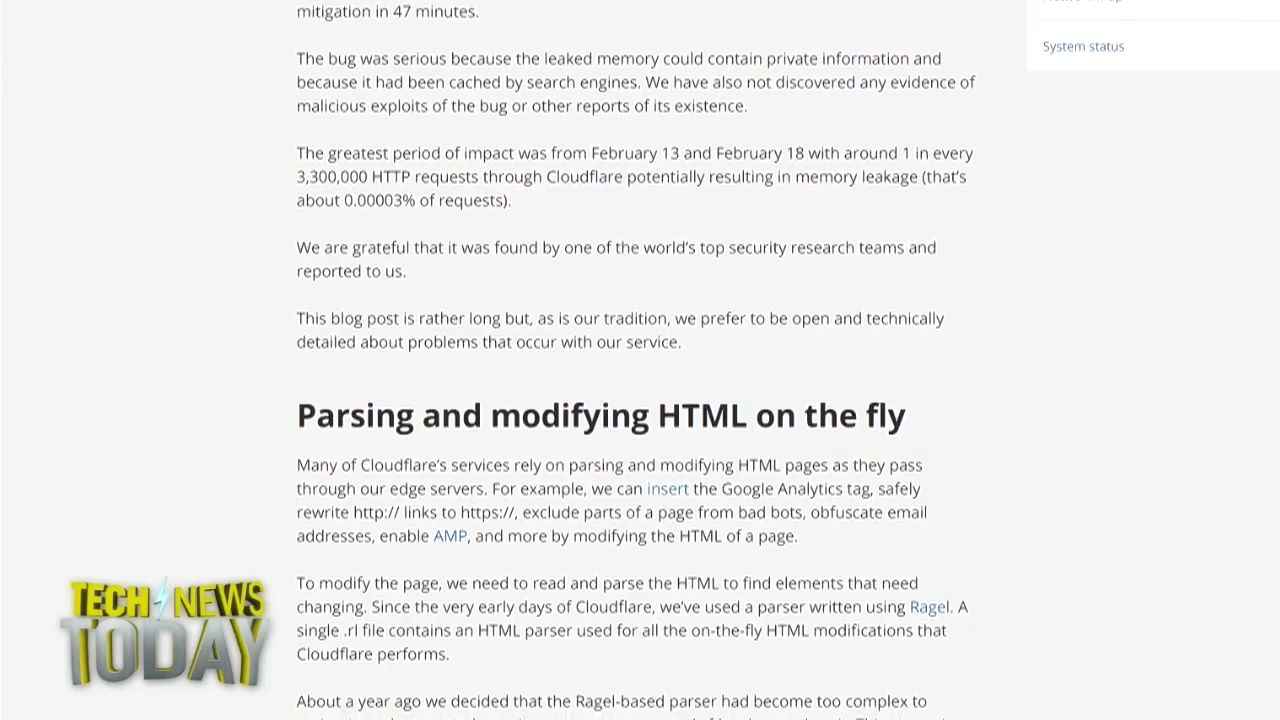 mitigation in 47 minutes.
System status
The bug was serious because the leaked memory could contain private information and
because it had been cached by search engines. We have also not discovered any evidence of
malicious exploits of the bug or other reports of its existence.
The greatest period of impact was from February 13 and February 18 with around 1 in every
3,300,000 HTTP requests through Cloudflare potentially resulting in memory leakage (that’s
about 0.00003% of requests).
We are grateful that it was found by one of the world’s top security research teams and
reported to us.
This blog post is rather long but, as is our tradition, we prefer to be open and technically
detailed about problems that occur with our service.
Parsing and modifying HTML on the fly
Many of Cloudflare’s services rely on parsing and modifying HTML pages as they pass
through our edge servers. For example, we can insert the Google Analytics tag, safely
rewrite http:// links to https://, exclude parts of a page from bad bots, obfuscate email
addresses, enable AMP, and more by modifying the HTML of a page.
To modify the page, we need to read and parse the HTML to find elements that need
changing. Since the very early days of Cloudflare, we’ve used a parser written using Ragel. A
single .rl file contains an HTML parser used for all the on-the-fly HTML modifications that
Cloudflare performs.
About a year ago we decided that the Ragel-based parser had become too complex to
TECH NEWS
TODAY